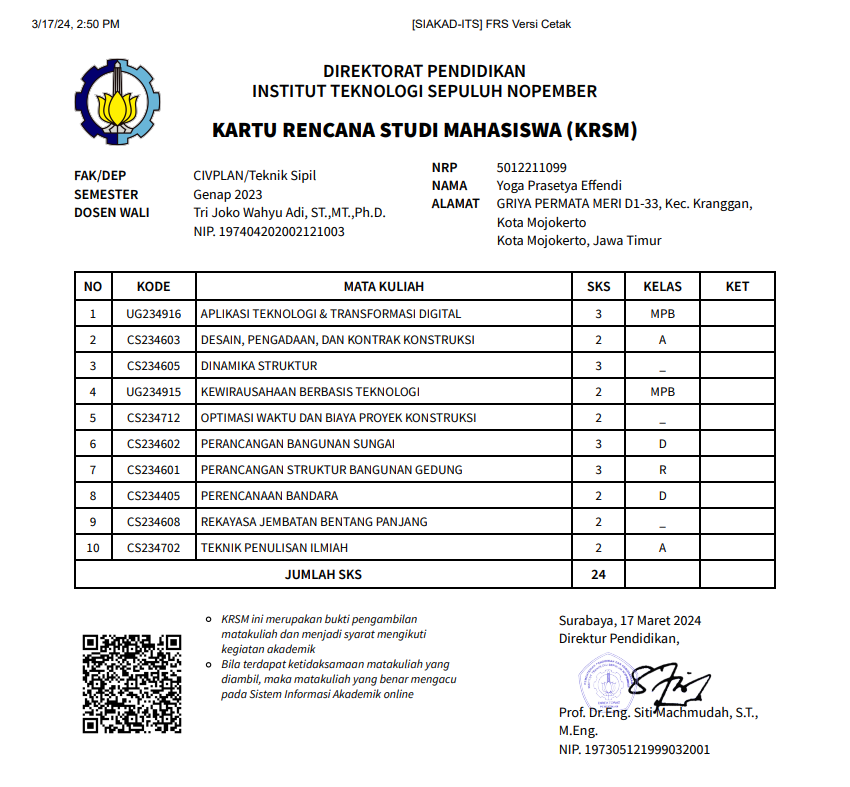 3/17/24, 2:50 PM [SIAKAD-ITS] FRS Versi Cetak
DIREKTORAT PENDIDIKAN
INSTITUT TEKNOLOGI SEPULUH NOPEMBER
KARTU RENCANA STUDI MAHASISWA (KRSM)
FAK/DEP CIVPLAN/Teknik Sipil
SEMESTER Genap 2023
DOSEN WALI Tri Joko Wahyu Adi, ST.,MT.,Ph.D.
NIP. 197404202002121003
NRP 5012211099
NAMA Yoga Prasetya Effendi
ALAMAT GRIYA PERMATA MERI D1-33, Kec. Kranggan,
Kota Mojokerto
Kota Mojokerto, Jawa Timur
NO KODE MATA KULIAH SKS KELAS KET
1 UG234916 APLIKASI TEKNOLOGI & TRANSFORMASI DIGITAL 3 MPB
2 CS234603 DESAIN, PENGADAAN, DAN KONTRAK KONSTRUKSI 2 A
3 CS234605 DINAMIKA STRUKTUR 3 _
4 UG234915 KEWIRAUSAHAAN BERBASIS TEKNOLOGI 2 MPB
5 CS234712 OPTIMASI WAKTU DAN BIAYA PROYEK KONSTRUKSI 2 _
6 CS234602 PERANCANGAN BANGUNAN SUNGAI 3 D
7 CS234601 PERANCANGAN STRUKTUR BANGUNAN GEDUNG 3 R
8 CS234405 PERENCANAAN BANDARA 2 D
9 CS234608 REKAYASA JEMBATAN BENTANG PANJANG 2 _
10 CS234702 TEKNIK PENULISAN ILMIAH 2 A
JUMLAH SKS 24
KRSM ini merupakan bukti pengambilan
matakuliah dan menjadi syarat mengikuti
kegiatan akademik
Bila terdapat ketidaksamaan matakuliah yang
diambil, maka matakuliah yang benar mengacu
pada Sistem Informasi Akademik online
Surabaya, 17 Maret 2024
Direktur Pendidikan,
Prof. Dr.Eng. Siti Machmudah, S.T.,
M.Eng.
NIP. 197305121999032001